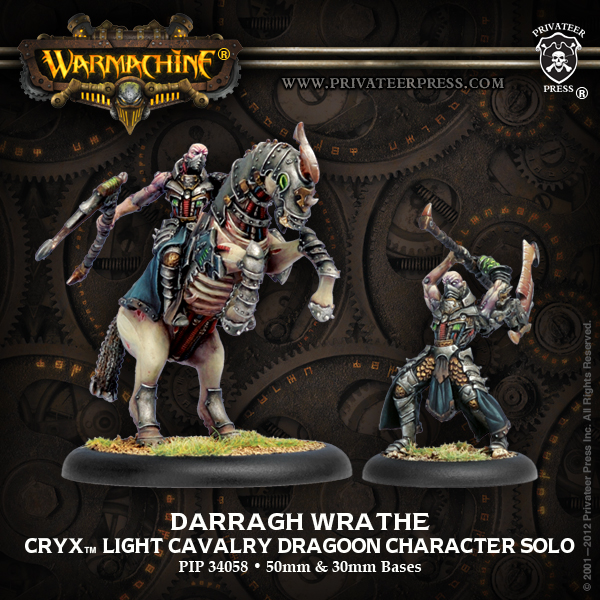 WARMACHINE®
PRIVATEER
PRESS®
WWW.PRIVATEERPRESS.COM
DARRAGH WRATHE
CRYX™ LIGHT CAVALRY DRAGOON CHARACTER SOLO
PIP 34058 • 50mm & 30mm Bases
© 2001–2012 Privateer Press Inc. All Rights Reserved.